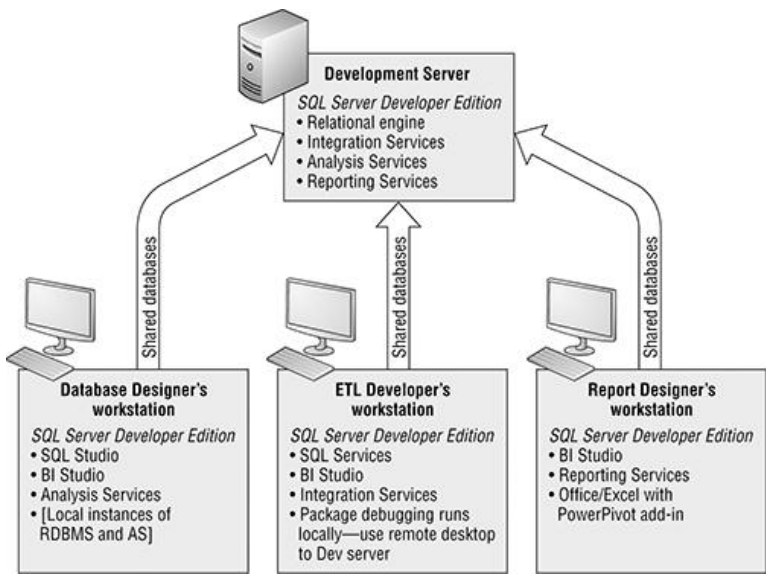 Development Server
SQL Server Developer Edition
• Relational engine
• Integration Services
• Analysis Services
• Reporting Services
Shared databases
Shared databases
Shared databases
Database Designer's
workstation
SQL Server Developer Edition
• SQL Studio
• BI Studio
• Analysis Services
• [Local instances of
RDBMS and AS]
ETL Developer's
workstation
SQL Server Developer Edition
• SQL Services
• BI Studio
• Integration Services
• Package debugging runs
locally—use remote desktop
to Dev server
Report Designer's
workstation
SQL Server Developer Edition
• BI Studio
• Reporting Services
• Office/Excel with
PowerPivot add-in